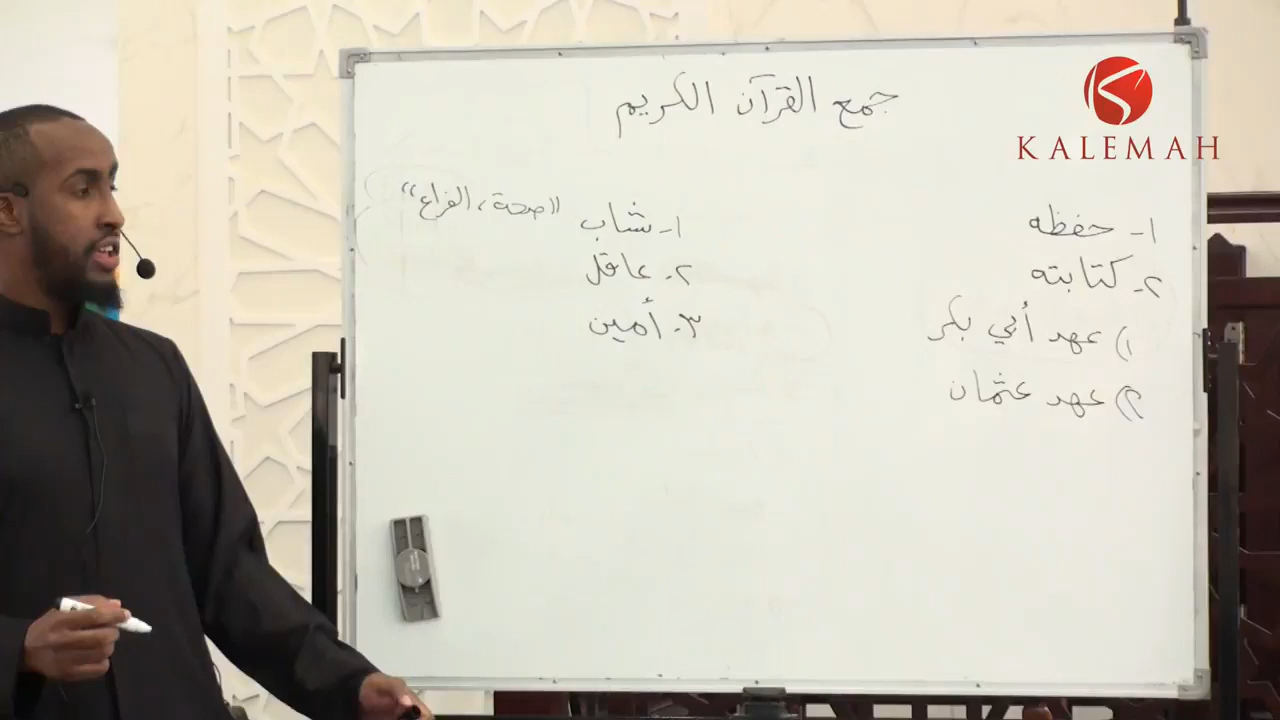 KALEMAH
جمع القرآن الكريم
١- حفظه
٢- كتابته
١) عهد أبي بكر
٢) عهد عثمان
١- شاب "صحة، الفراغ"
٢- عاقل
٣- أمين